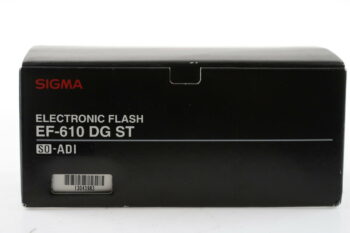 SIGMA
ELECTRONIC FLASH
EF-610 DG ST
SO-ADI